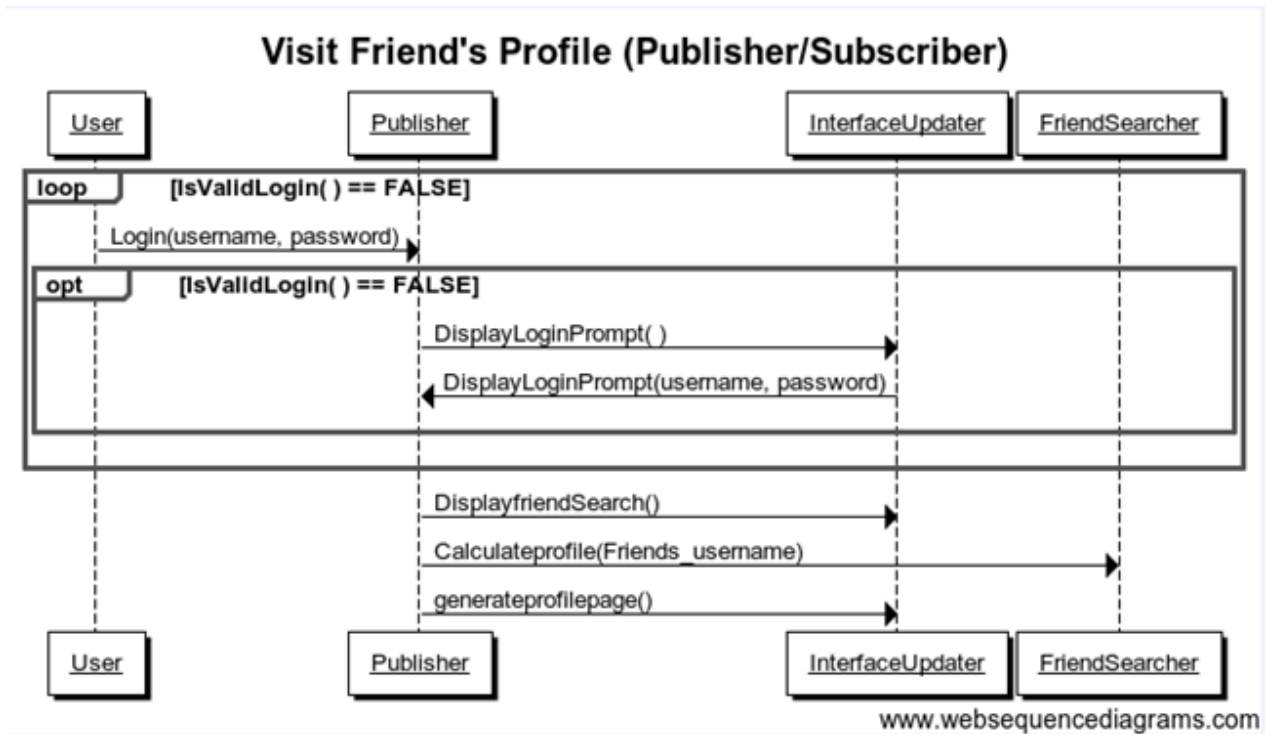 Visit Friend's Profile (Publisher/Subscriber)
User Publisher InterfaceUpdater FriendSearcher
loop [IsValidLogin( ) == FALSE]
Login(username, password)
opt [IsValidLogin( ) == FALSE]
DisplayLoginPrompt( )
DisplayLoginPrompt(username, password)
DisplayfriendSearch()
Calculateprofile(Friends_username)
generateprofilepage()
User Publisher InterfaceUpdater FriendSearcher
www.websequencediagrams.com